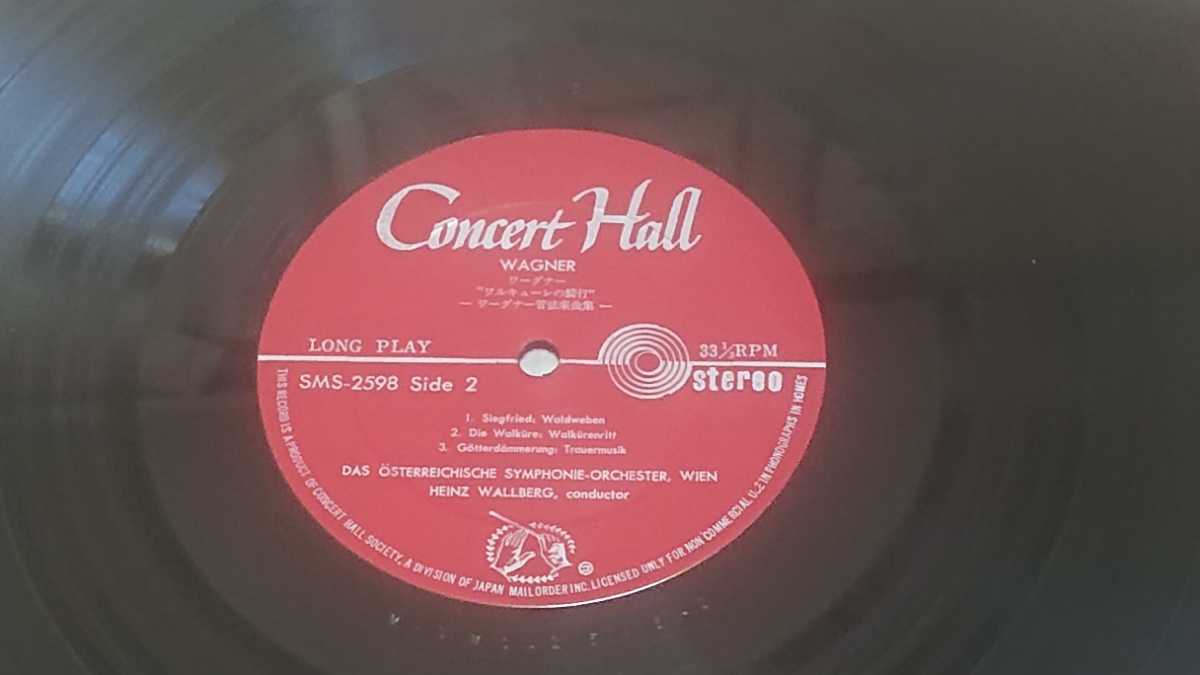 Concert Hall
WAGNER
ワーグナー
"ワルキューレの騎行"
— ワーグナー管弦楽曲集 —
LONG PLAY
33⅓RPM
stereo
SMS-2598 Side 2
1. Siegfried: Waldweben
2. Die Walküre: Walkürenritt
3. Götterdämmerung: Trauermusik
DAS ÖSTERREICHISCHE SYMPHONIE-ORCHESTER, WIEN
HEINZ WALLBERG, conductor
THIS RECORD IS A PRODUCT OF CONCERT HALL SOCIETY, A DIVISION OF JAPAN MAIL ORDER INC. LICENSED ONLY FOR NON COMMERCIAL USE IN PHONOGRAPHS IN HOMES